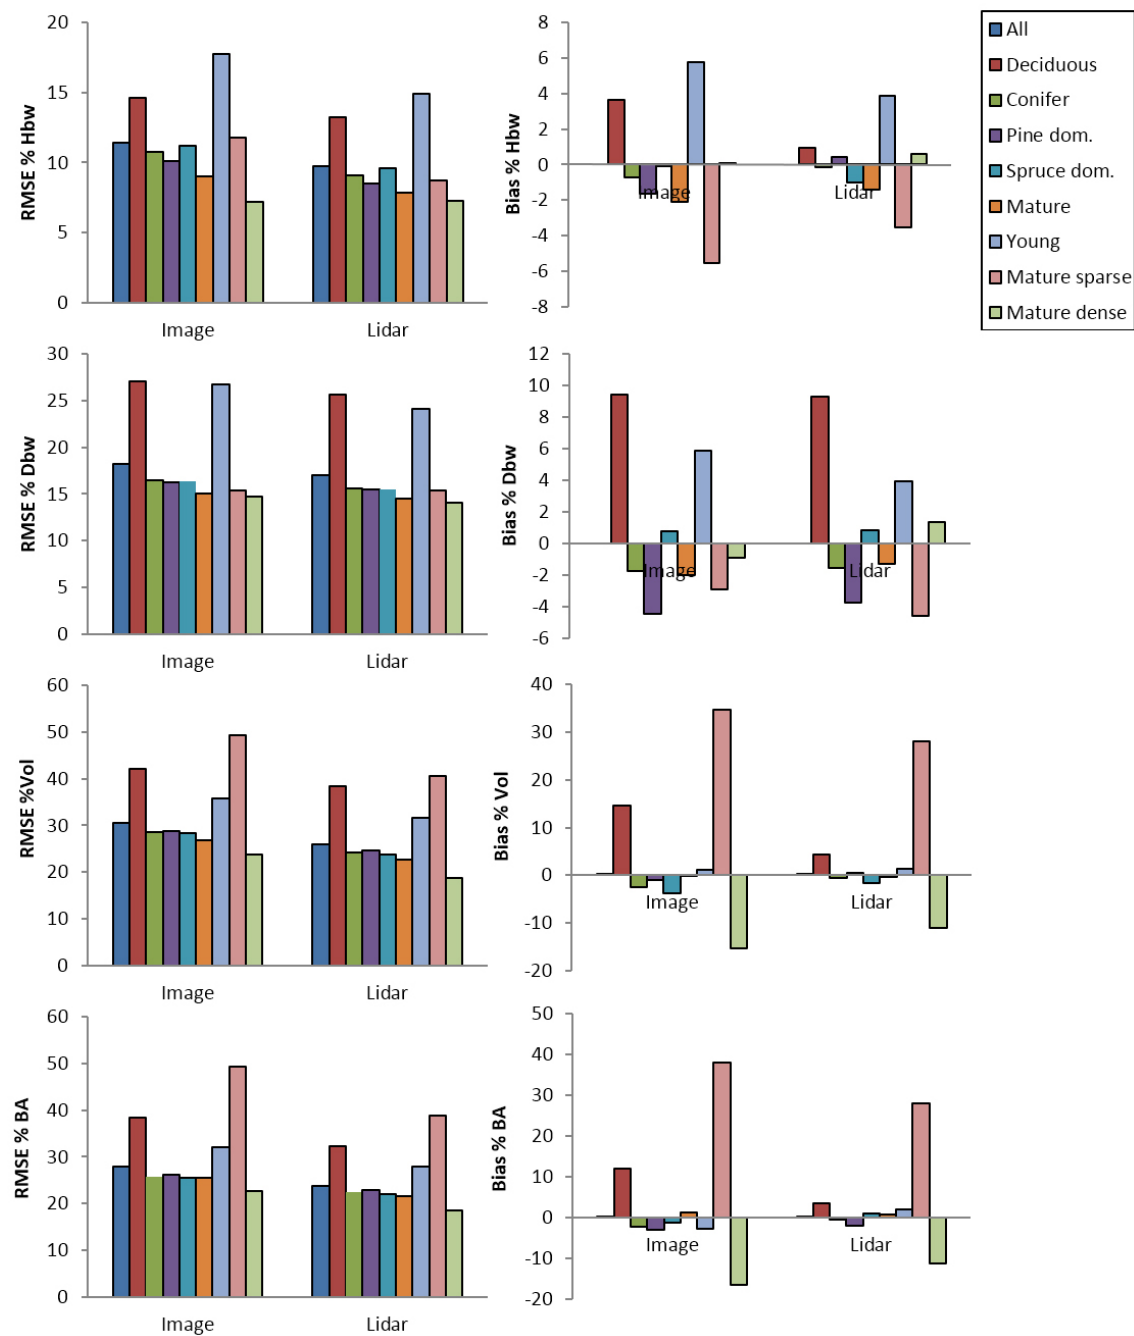 RMSE % Hbw
20
15
10
5
0
Image
Lidar
Bias % Hbw
8
6
4
2
0
-2
-4
-6
-8
Image
Lidar
All
Deciduous
Conifer
Pine dom.
Spruce dom.
Mature
Young
Mature sparse
Mature dense
RMSE % Dbw
30
25
20
15
10
5
0
Image
Lidar
Bias % Dbw
12
10
8
6
4
2
0
-2
-4
-6
Image
Lidar
RMSE %Vol
60
50
40
30
20
10
0
Image
Lidar
Bias % Vol
40
30
20
10
0
-10
-20
Image
Lidar
RMSE % BA
60
50
40
30
20
10
0
Image
Lidar
Bias % BA
50
40
30
20
10
0
-10
-20
Image
Lidar